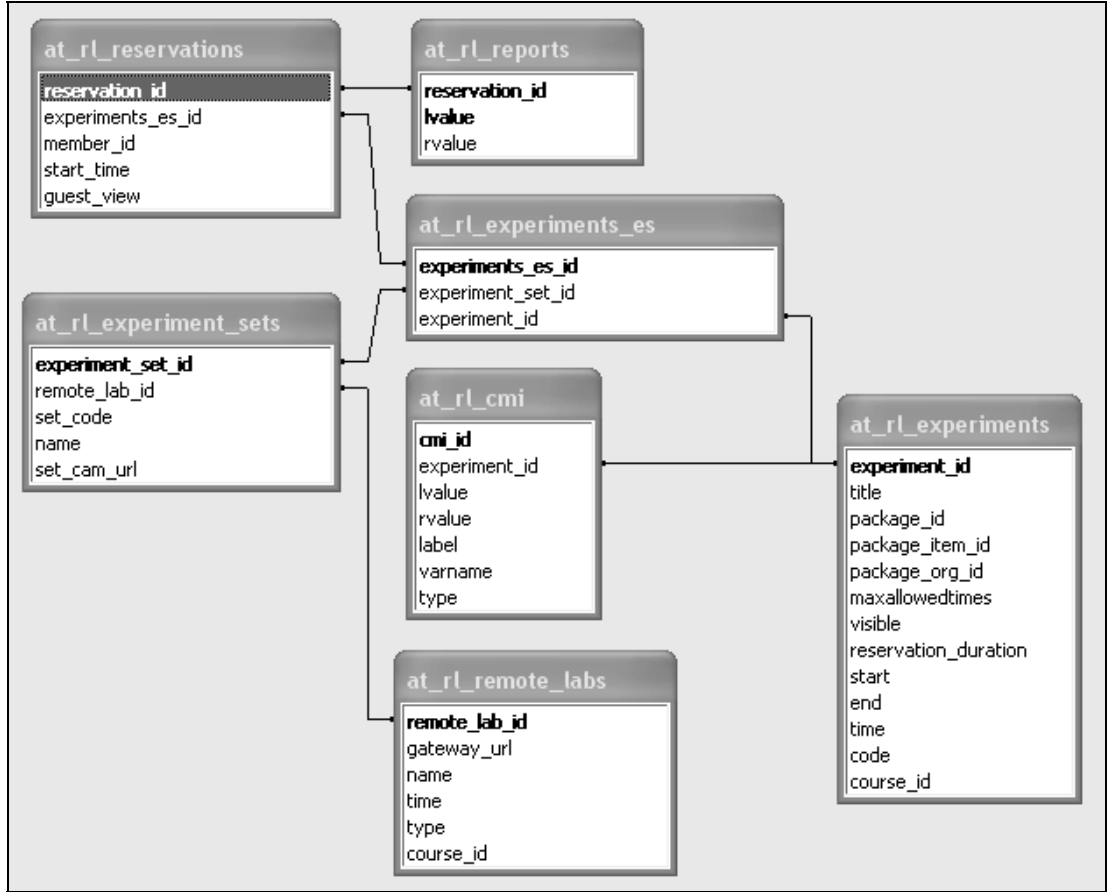 at_rl_reservations
reservation_id
experiments_es_id
member_id
start_time
guest_view
at_rl_reports
reservation_id
lvalue
rvalue
at_rl_experiments_es
experiments_es_id
experiment_set_id
experiment_id
at_rl_experiment_sets
experiment_set_id
remote_lab_id
set_code
name
set_cam_url
at_rl_cmi
cmi_id
experiment_id
lvalue
rvalue
label
varname
type
at_rl_experiments
experiment_id
title
package_id
package_item_id
package_org_id
maxallowedtimes
visible
reservation_duration
start
end
time
code
course_id
at_rl_remote_labs
remote_lab_id
gateway_url
name
time
type
course_id